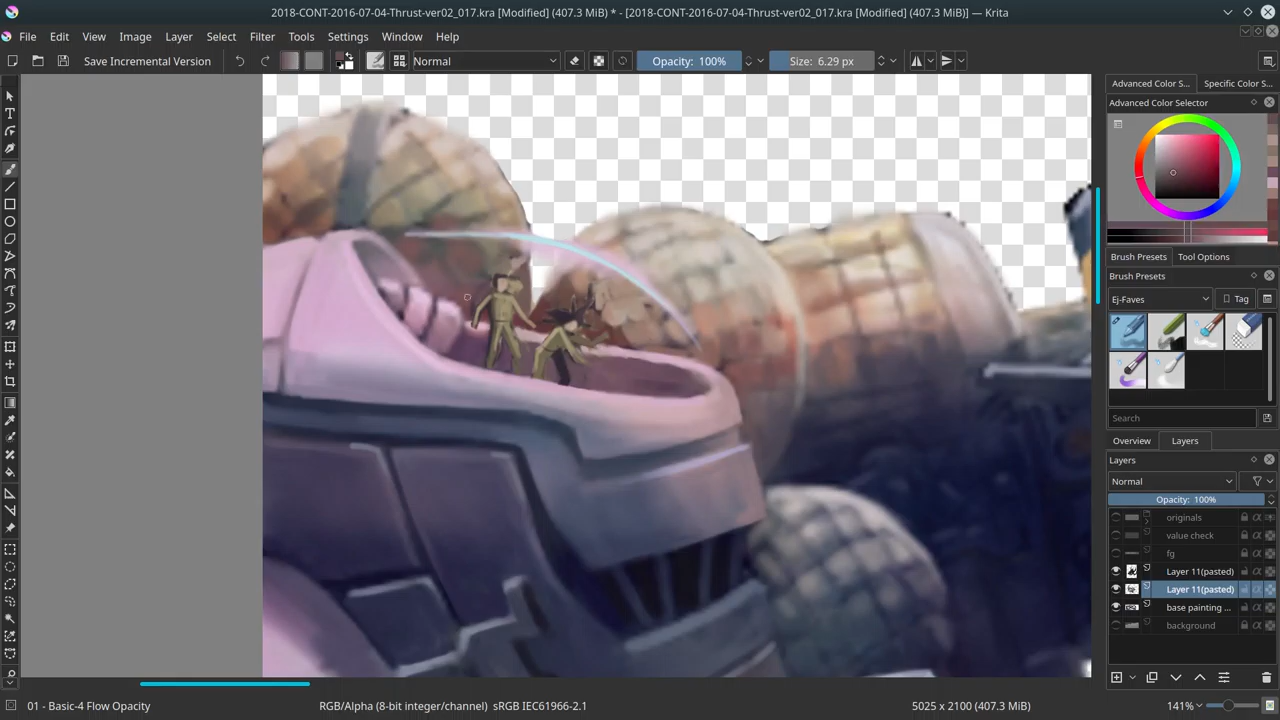 2018-CONT-2016-07-04-Thrust-ver02_017.kra [Modified] (407.3 MiB) * - [2018-CONT-2016-07-04-Thrust-ver02_017.kra [Modified] (407.3 MiB)] — Krita
File Edit View Image Layer Select Filter Tools Settings Window Help
Save Incremental Version Normal Opacity: 100% Size: 6.29 px
Advanced Color S... Specific Color S...
Advanced Color Selector
Brush Presets Tool Options
Brush Presets
Ej-Faves Tag
Search
Overview Layers
Layers
Normal
Opacity: 100%
originals
value check
fg
Layer 11(pasted)
Layer 11(pasted)
base painting ...
background
01 - Basic-4 Flow Opacity RGB/Alpha (8-bit integer/channel) sRGB IEC61966-2.1 5025 x 2100 (407.3 MiB) 141%